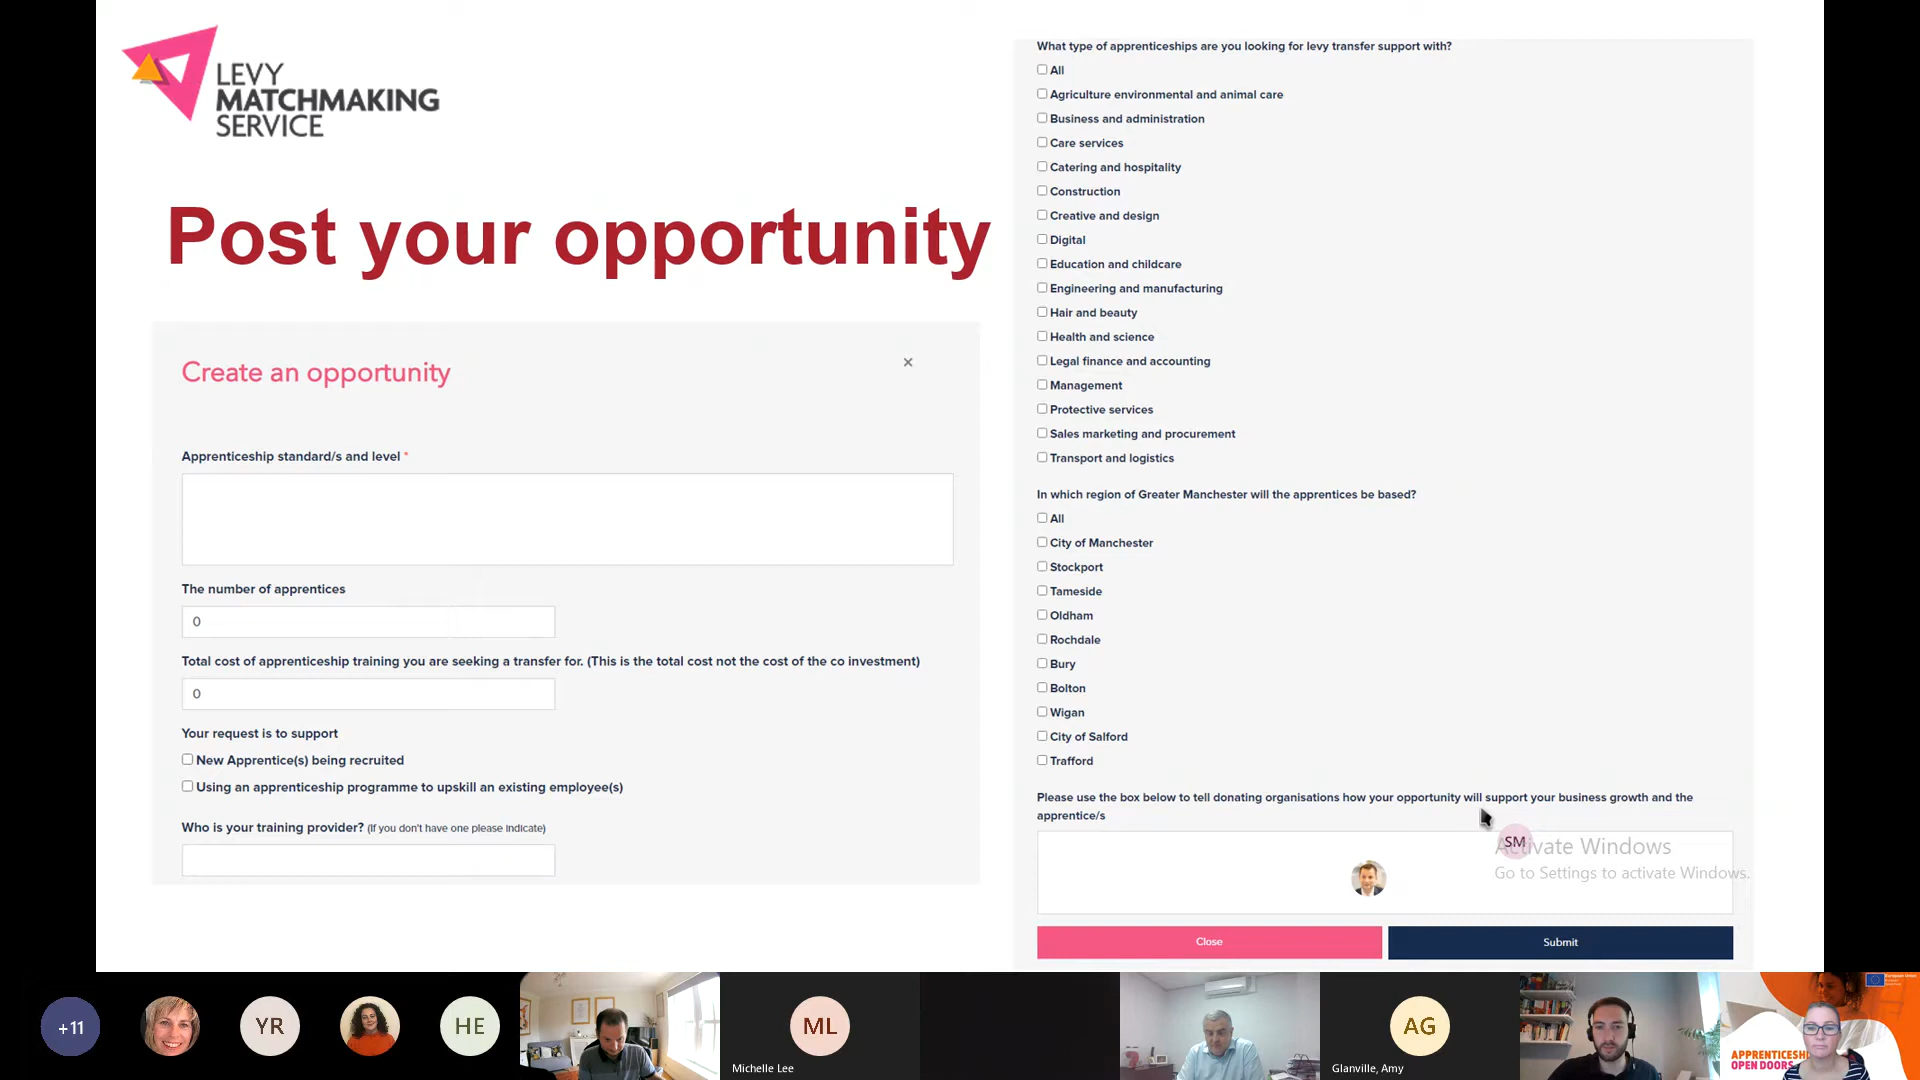 LEVY
MATCHMAKING
SERVICE
Post your opportunity
Create an opportunity
×
Apprenticeship standard/s and level *
The number of apprentices
0
Total cost of apprenticeship training you are seeking a transfer for. (This is the total cost not the cost of the co investment)
0
Your request is to support
New Apprentice(s) being recruited
Using an apprenticeship programme to upskill an existing employee(s)
Who is your training provider? (If you don't have one please indicate)
What type of apprenticeships are you looking for levy transfer support with?
All
Agriculture environmental and animal care
Business and administration
Care services
Catering and hospitality
Construction
Creative and design
Digital
Education and childcare
Engineering and manufacturing
Hair and beauty
Health and science
Legal finance and accounting
Management
Protective services
Sales marketing and procurement
Transport and logistics
In which region of Greater Manchester will the apprentices be based?
All
City of Manchester
Stockport
Tameside
Oldham
Rochdale
Bury
Bolton
Wigan
City of Salford
Trafford
Please use the box below to tell donating organisations how your opportunity will support your business growth and the
apprentice/s
SM
Activate Windows
Go to Settings to activate Windows.
Close
Submit
+11
YR
HE
ML
Michelle Lee
AG
Glanville, Amy
OPEN DOORS